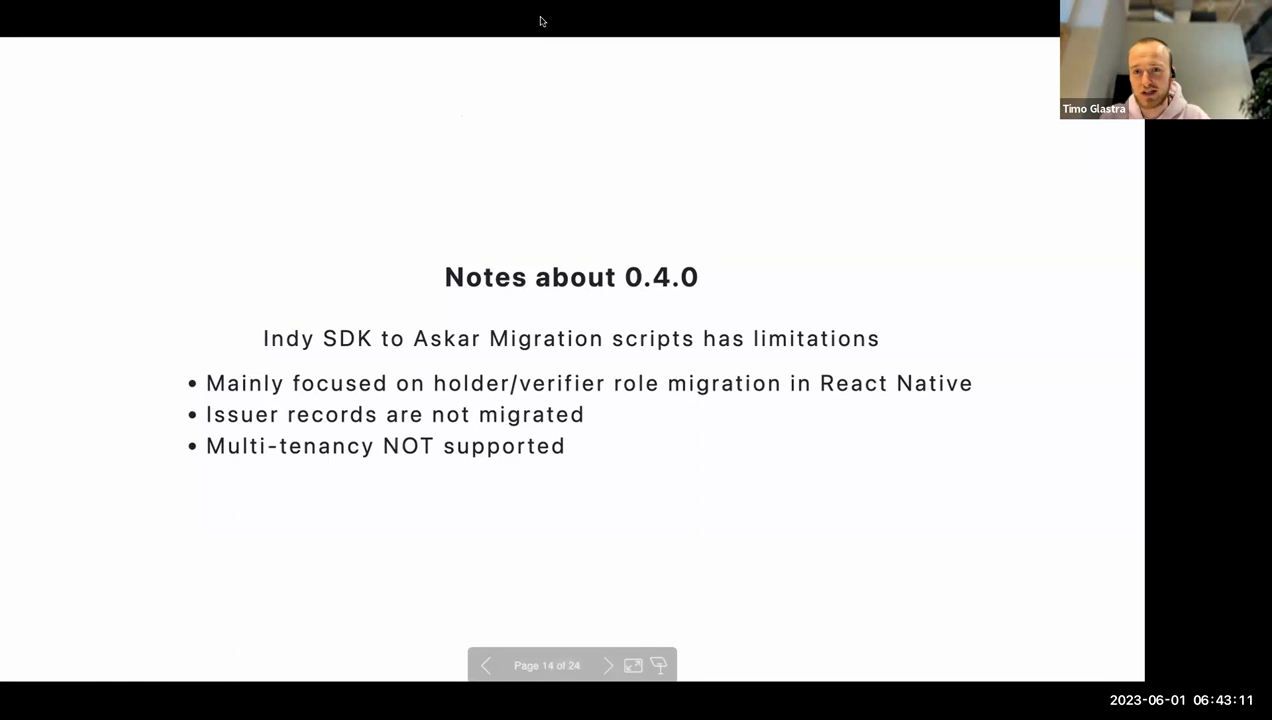 Timo Glastra
Notes about 0.4.0
Indy SDK to Askar Migration scripts has limitations
• Mainly focused on holder/verifier role migration in React Native
• Issuer records are not migrated
• Multi-tenancy NOT supported
Page 14 of 24
2023-06-01 06:43:11